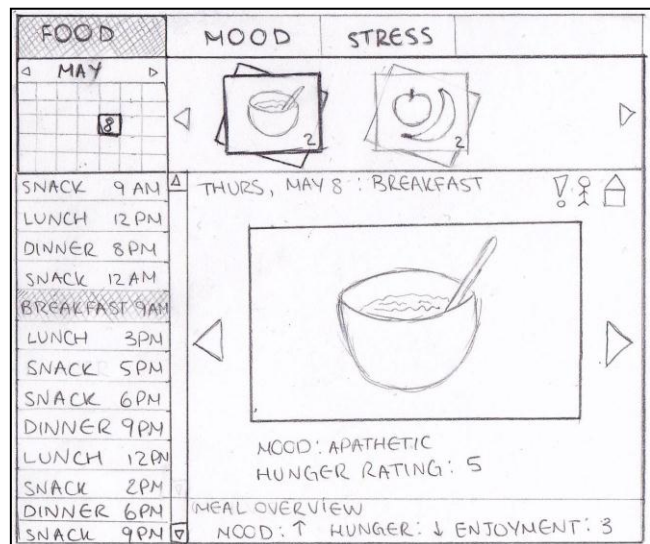 FOOD
MOOD
STRESS
MAY
8
2
2
SNACK 9 AM
LUNCH 12 PM
DINNER 8PM
SNACK 12 AM
BREAKFAST 9AM
LUNCH 3PM
SNACK 5PM
SNACK 6PM
DINNER 9PM
LUNCH 12PM
SNACK 2PM
DINNER 6PM
SNACK 9PM
THURS, MAY 8 : BREAKFAST
MOOD: APATHETIC
HUNGER RATING: 5
MEAL OVERVIEW
MOOD: ↑ HUNGER: ↓ ENJOYMENT: 3